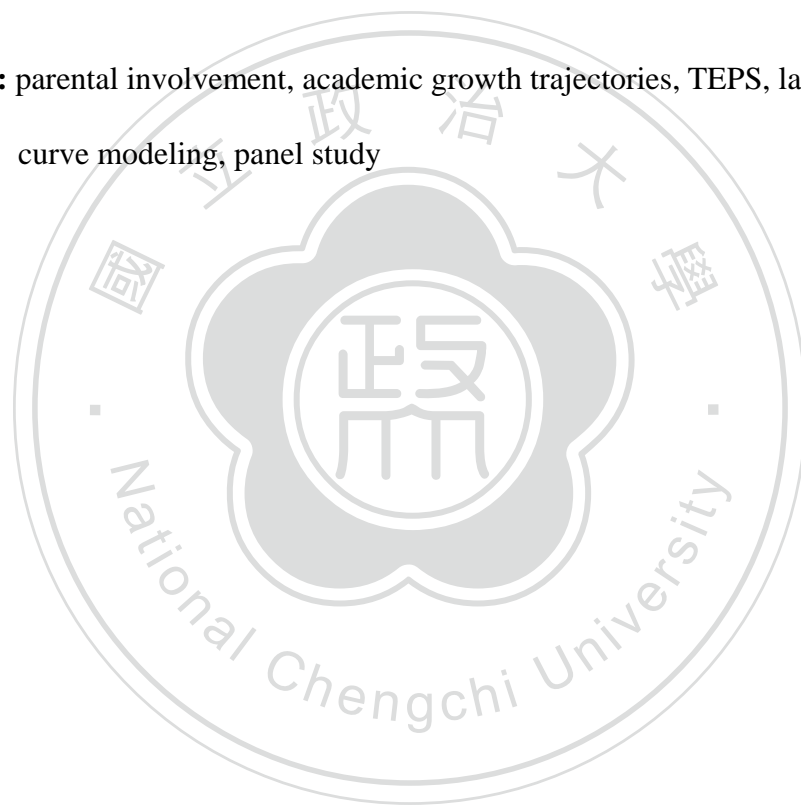 : parental involvement, academic growth trajectories, TEPS, la
curve modeling, panel study
國立政治大學
政
National Chengchi University